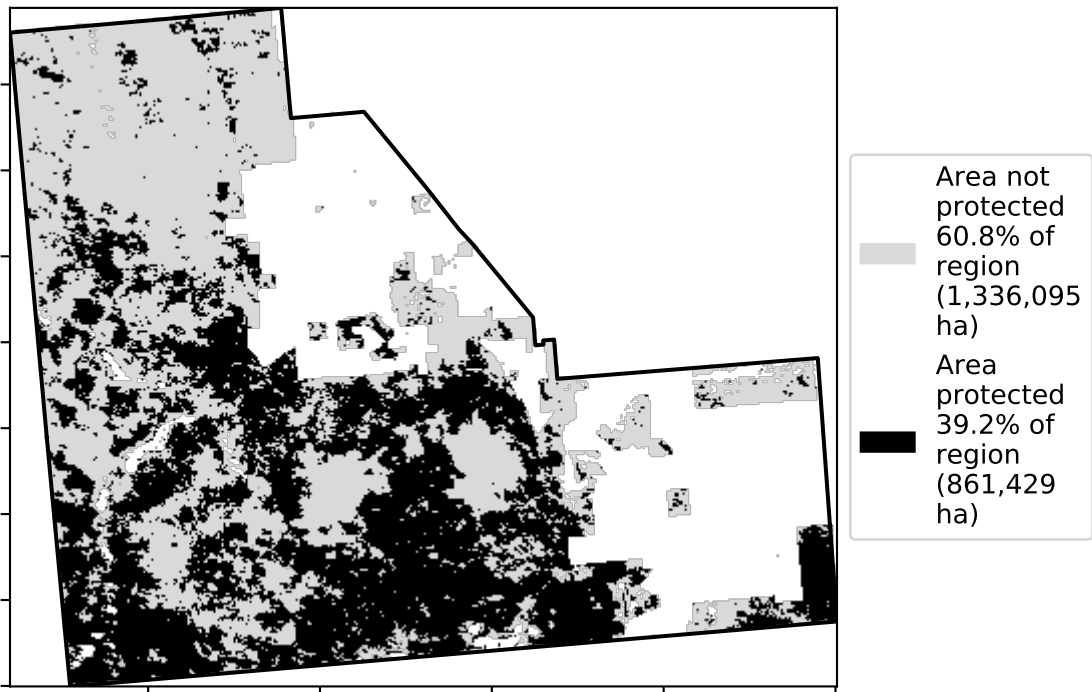 Area not
protected
60.8% of
region
(1,336,095
ha)
Area
protected
39.2% of
region
(861,429
ha)